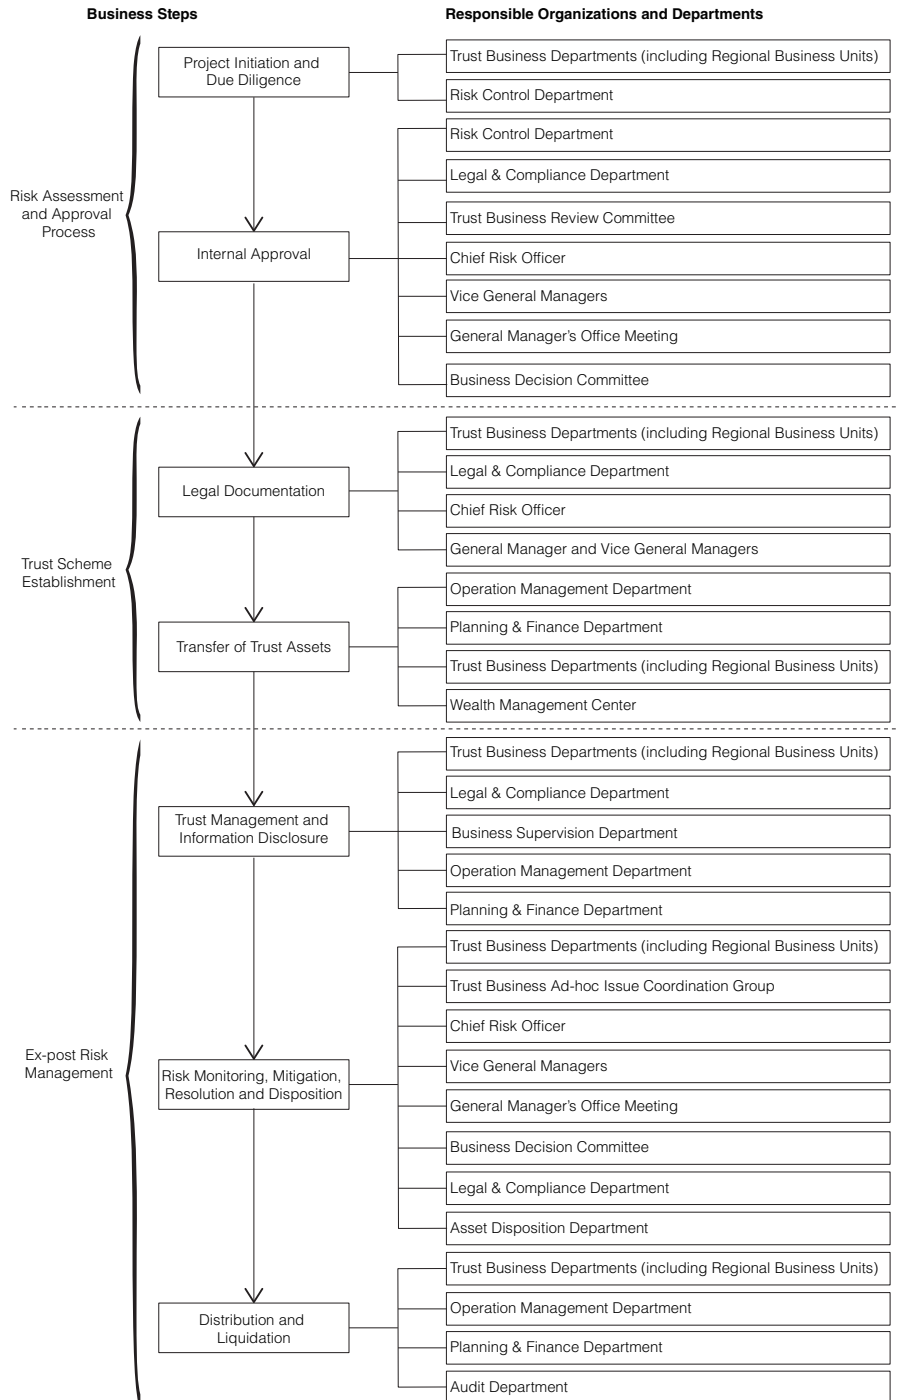 Business Steps
Responsible Organizations and Departments
Risk Assessment
and Approval
Process
Project Initiation and
Due Diligence
Trust Business Departments (including Regional Business Units)
Risk Control Department
Internal Approval
Risk Control Department
Legal & Compliance Department
Trust Business Review Committee
Chief Risk Officer
Vice General Managers
General Manager's Office Meeting
Business Decision Committee
Trust Scheme
Establishment
Legal Documentation
Trust Business Departments (including Regional Business Units)
Legal & Compliance Department
Chief Risk Officer
General Manager and Vice General Managers
Transfer of Trust Assets
Operation Management Department
Planning & Finance Department
Trust Business Departments (including Regional Business Units)
Wealth Management Center
Ex-post Risk
Management
Trust Management and
Information Disclosure
Trust Business Departments (including Regional Business Units)
Legal & Compliance Department
Business Supervision Department
Operation Management Department
Planning & Finance Department
Risk Monitoring, Mitigation,
Resolution and Disposition
Trust Business Departments (including Regional Business Units)
Trust Business Ad-hoc Issue Coordination Group
Chief Risk Officer
Vice General Managers
General Manager's Office Meeting
Business Decision Committee
Legal & Compliance Department
Asset Disposition Department
Distribution and
Liquidation
Trust Business Departments (including Regional Business Units)
Operation Management Department
Planning & Finance Department
Audit Department